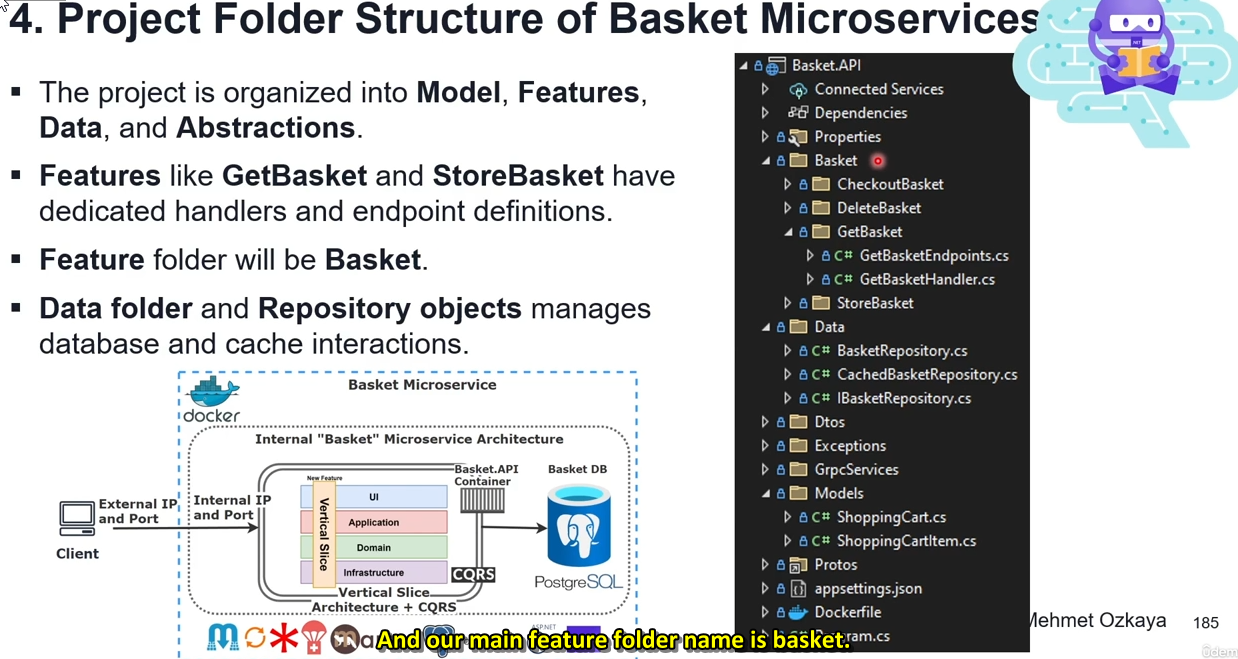 4. Project Folder Structure of Basket Microservices
▪ The project is organized into Model, Features,
Data, and Abstractions.
▪ Features like GetBasket and StoreBasket have
dedicated handlers and endpoint definitions.
▪ Feature folder will be Basket.
▪ Data folder and Repository objects manages
database and cache interactions.
Basket Microservice
docker
Internal "Basket" Microservice Architecture
Client
External IP
and Port
Internal IP
and Port
New Feature
Vertical Slice
UI
Application
Domain
Infrastructure
Basket.API
Container
CQRS
Vertical Slice
Architecture + CQRS
Basket DB
PostgreSQL
Basket.API
Connected Services
Dependencies
Properties
Basket
CheckoutBasket
DeleteBasket
GetBasket
C# GetBasketEndpoints.cs
C# GetBasketHandler.cs
StoreBasket
Data
C# BasketRepository.cs
C# CachedBasketRepository.cs
C# IBasketRepository.cs
Dtos
Exceptions
GrpcServices
Models
C# ShoppingCart.cs
C# ShoppingCartItem.cs
Protos
appsettings.json
Dockerfile
.NET
Mehmet Ozkaya 185
ASP.NET
And our main feature folder name is basket.